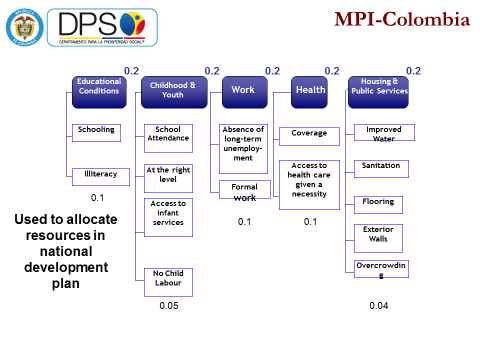 DPS
DEPARTAMENTO PARA LA PROSPERIDAD SOCIAL
MPI-Colombia
0.2
0.2
0.2
0.2
0.2
Educational
Conditions
Childhood &
Youth
Work
Health
Housing &
Public Services
Schooling
Illiteracy
0.1
School
Attendance
At the right
level
Access to
infant
services
No Child
Labour
0.05
Absence of
long-term
unemploy-
ment
Formal
work
0.1
Coverage
Access to
health care
given a
necessity
0.1
Improved
Water
Sanitation
Flooring
Exterior
Walls
Overcrowdin
g
0.04
Used to allocate
resources in
national
development
plan